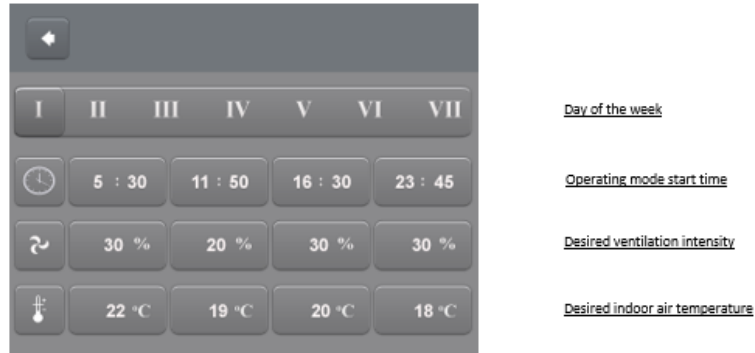 I II III IV V VI VII
Day of the week
5 : 30 11 : 50 16 : 30 23 : 45
Operating mode start time
30 % 20 % 30 % 30 %
Desired ventilation intensity
22 °C 19 °C 20 °C 18 °C
Desired indoor air temperature